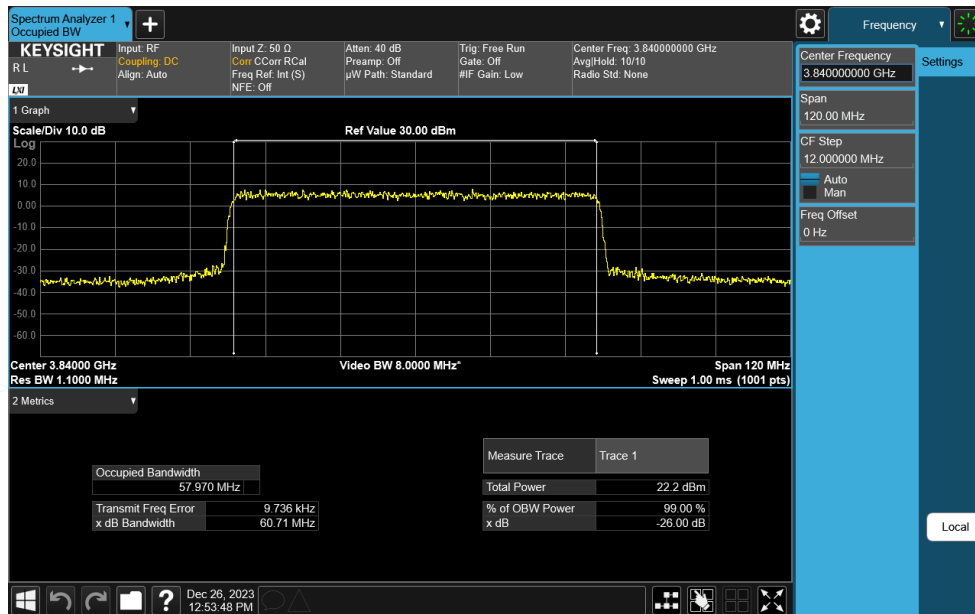 Spectrum Analyzer 1
Occupied BW
Frequency
KEYSIGHT
R L
LXI
Input: RF
Coupling: DC
Align: Auto
Input Z: 50 Ω
Corr CCorr RCal
Freq Ref: Int (S)
NFE: Off
Atten: 40 dB
Preamp: Off
µW Path: Standard
Trig: Free Run
Gate: Off
#IF Gain: Low
Center Freq: 3.840000000 GHz
Avg|Hold: 10/10
Radio Std: None
Center Frequency
3.840000000 GHz
Settings
Span
120.00 MHz
CF Step
12.000000 MHz
Auto
Man
Freq Offset
0 Hz
Local
1 Graph
Scale/Div 10.0 dB
Ref Value 30.00 dBm
Log
20.0
10.0
0.00
-10.0
-20.0
-30.0
-40.0
-50.0
-60.0
Center 3.84000 GHz
Video BW 8.0000 MHz*
Span 120 MHz
Res BW 1.1000 MHz
Sweep 1.00 ms (1001 pts)
2 Metrics
Measure Trace Trace 1
Occupied Bandwidth
57.970 MHz
Total Power 22.2 dBm
Transmit Freq Error 9.736 kHz
% of OBW Power 99.00 %
x dB Bandwidth 60.71 MHz
x dB -26.00 dB
?
Dec 26, 2023
12:53:48 PM